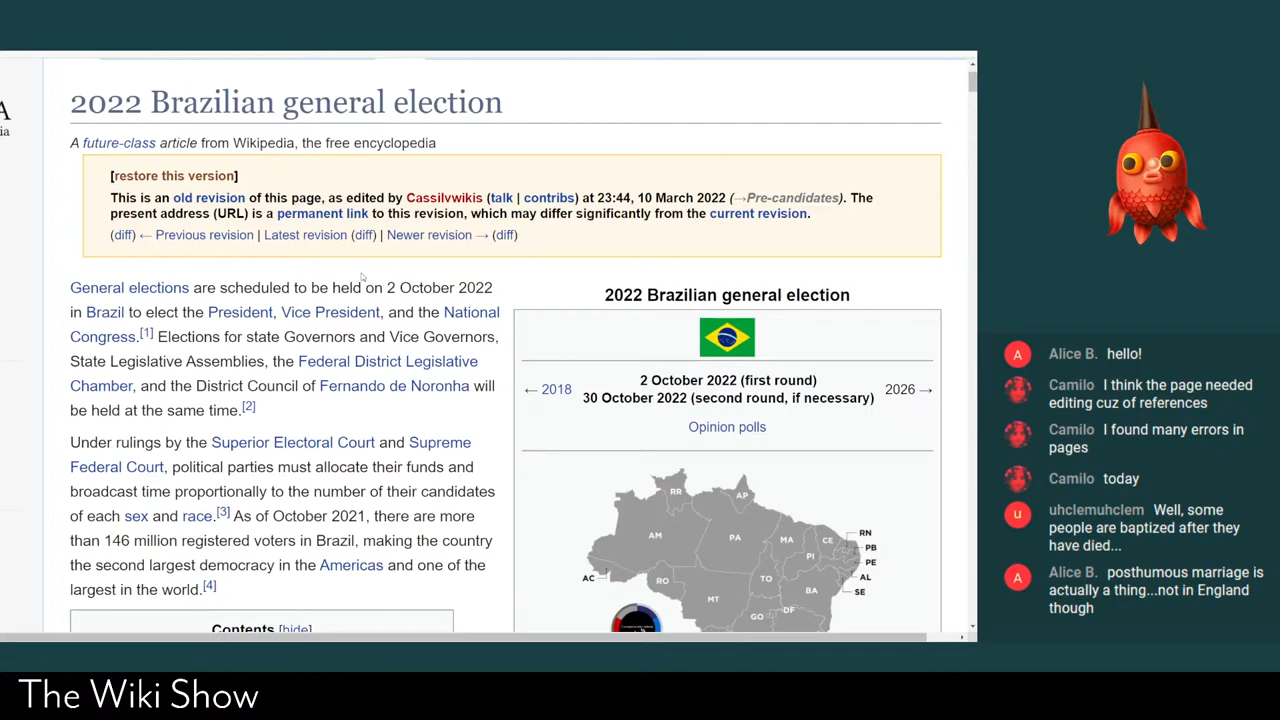 A
ia
2022 Brazilian general election
A future-class article from Wikipedia, the free encyclopedia
[restore this version]
This is an old revision of this page, as edited by Cassilvwikis (talk | contribs) at 23:44, 10 March 2022 (→Pre-candidates). The
present address (URL) is a permanent link to this revision, which may differ significantly from the current revision.
(diff) ← Previous revision | Latest revision (diff) | Newer revision → (diff)
General elections are scheduled to be held on 2 October 2022
in Brazil to elect the President, Vice President, and the National
Congress.[1] Elections for state Governors and Vice Governors,
State Legislative Assemblies, the Federal District Legislative
Chamber, and the District Council of Fernando de Noronha will
be held at the same time.[2]
Under rulings by the Superior Electoral Court and Supreme
Federal Court, political parties must allocate their funds and
broadcast time proportionally to the number of their candidates
of each sex and race.[3] As of October 2021, there are more
than 146 million registered voters in Brazil, making the country
the second largest democracy in the Americas and one of the
largest in the world.[4]
Contents [hide]
2022 Brazilian general election
← 2018
2 October 2022 (first round)
30 October 2022 (second round, if necessary)
2026 →
Opinion polls
RR
AP
AM
PA
MA
CE
RN
PB
PI
PE
AC
AL
RO
TO
BA
SE
MT
GO
DF
A
Alice B. hello!
Camilo I think the page needed
editing cuz of references
Camilo I found many errors in
pages
Camilo today
u
uhclemuhclem Well, some
people are baptized after they
have died...
A
Alice B. posthumous marriage is
actually a thing...not in England
though
The Wiki Show